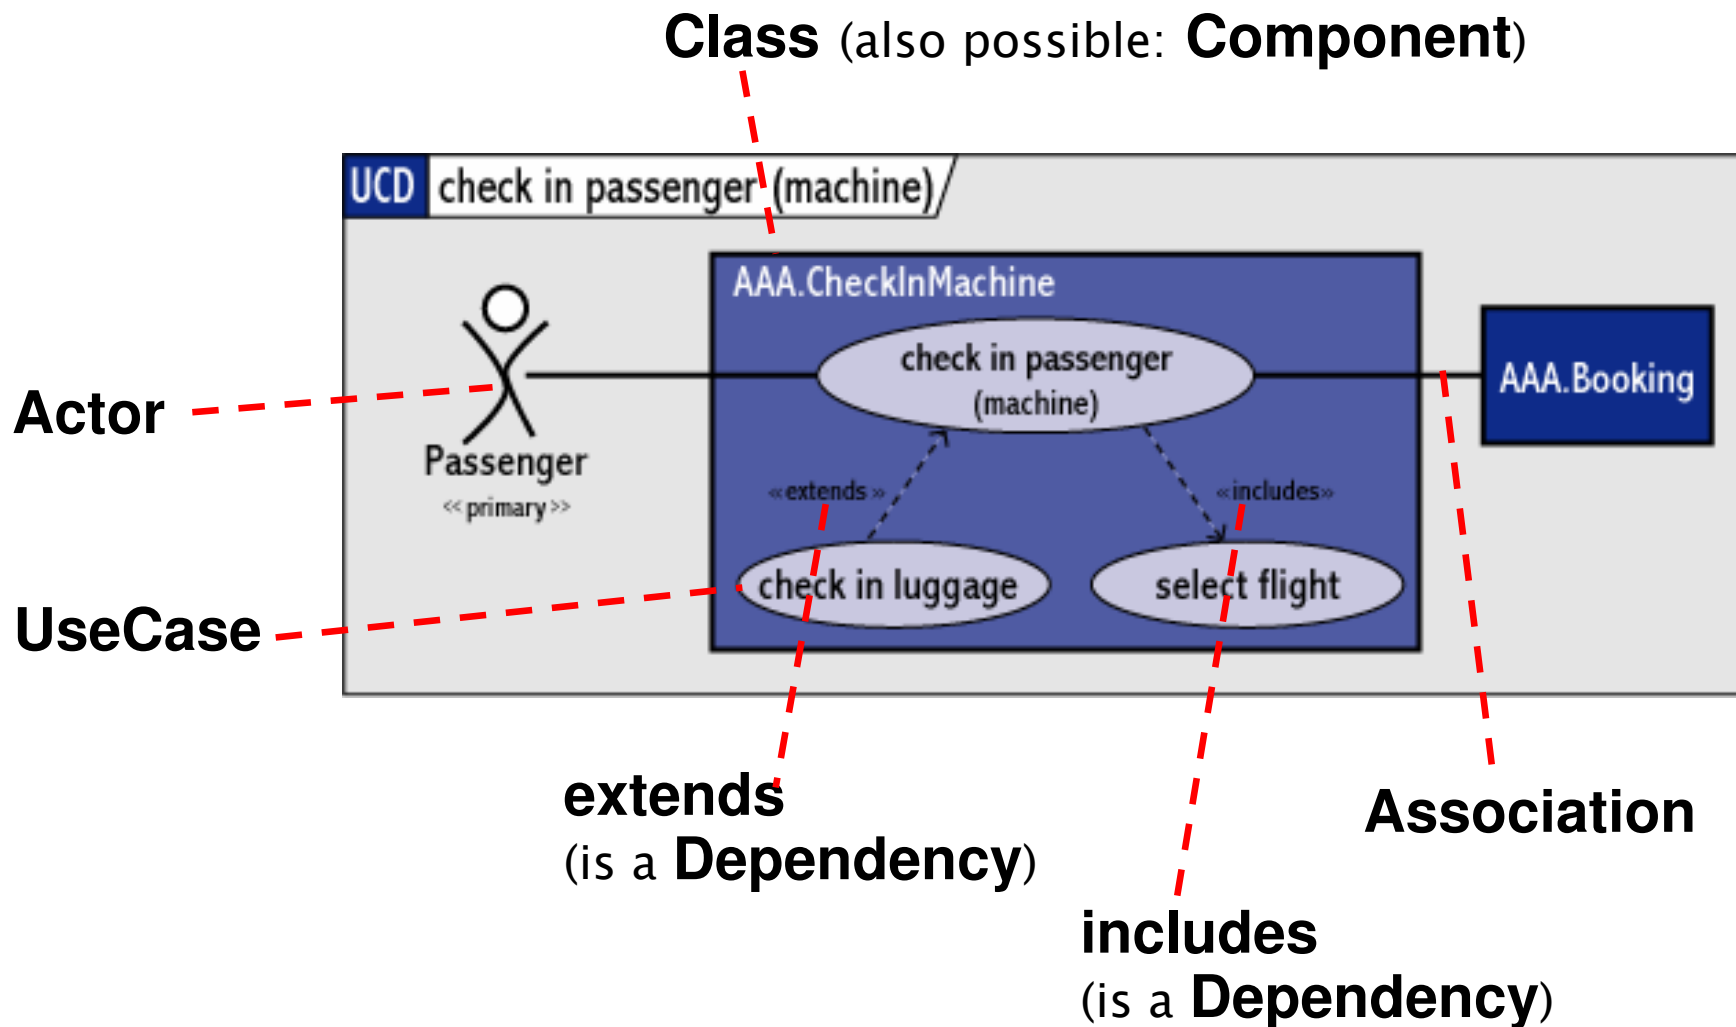 Class (also possible: Component)
UCD check in passenger (machine)
AAA.CheckInMachine
check in passenger
(machine)
AAA.Booking
Actor
Passenger
<<primary>>
«extends»
«includes»
check in luggage
select flight
UseCase
extends
(is a Dependency)
Association
includes
(is a Dependency)